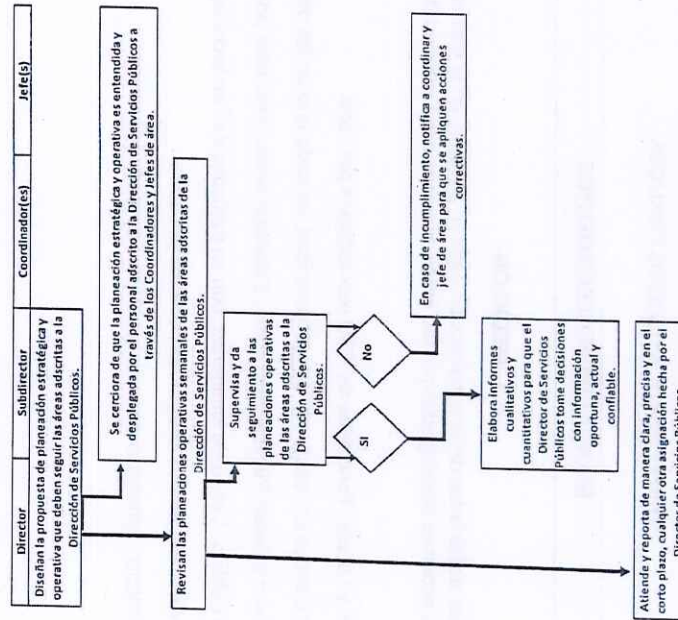 Director
Subdirector
Coordinador(es)
Jefe(s)
Diseñan la propuesta de planeación estratégica y
operativa que deben seguir las áreas adscritas a la
Dirección de Servicios Públicos.
Se cerciora de que la planeación estratégica y operativa es entendida y
desplegada por el personal adscrito a la Dirección de Servicios Públicos a
través de los Coordinadores y Jefes de área.
Revisan las planeaciones operativas semanales de las áreas adscritas de la
Dirección de Servicios Públicos.
Supervisa y da
seguimiento a las
planeaciones operativas
de las áreas adscritas a la
Dirección de Servicios
Públicos.
SI
No
En caso de incumplimiento, notifica a coordinar y
jefe de área para que se apliquen acciones
correctivas.
Elabora informes
cualitativos y
cuantitativos para que el
Director de Servicios
Públicos tome decisiones
con información
oportuna, actual y
confiable.
Atiende y reporta de manera clara, precisa y en el
corto plazo, cualquier otra asignación hecha por el
Director de Servicios Públicos